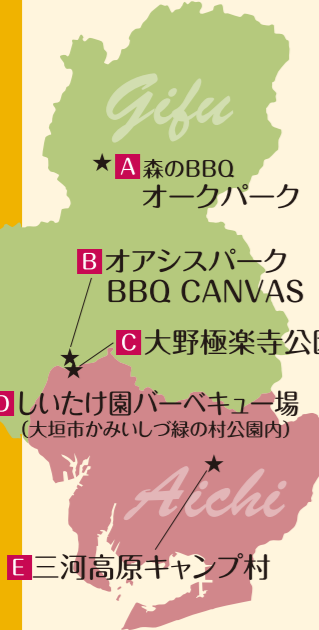 Gifu
A 森のBBQ
オークパーク
B オアシスパーク
BBQ CANVAS
C 大野極楽寺公
D しいたけ園バーベキュー場
(大垣市かみいしづ緑の村公園内)
Aichi
E 三河高原キャンプ村